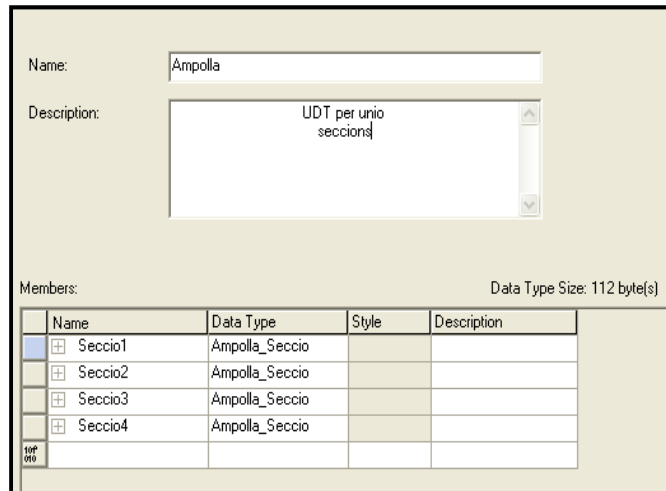 Name: Ampolla
Description: UDT per unio
seccions
Members: Data Type Size: 112 byte(s)
Name Data Type Style Description
Seccio1 Ampolla_Seccio
Seccio2 Ampolla_Seccio
Seccio3 Ampolla_Seccio
Seccio4 Ampolla_Seccio